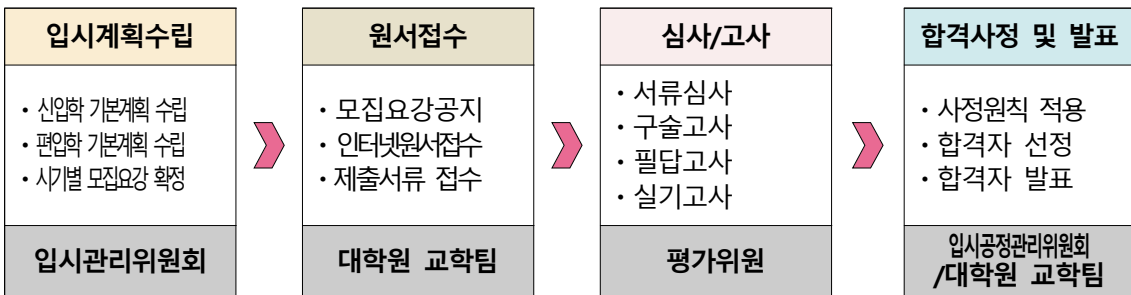 입시계획수립
· 신입학 기본계획 수립
· 편입학 기본계획 수립
· 시기별 모집요강 확정
입시관리위원회
원서접수
· 모집요강공지
· 인터넷원서접수
· 제출서류 접수
대학원 교학팀
심사/고사
· 서류심사
· 구술고사
· 필답고사
· 실기고사
평가위원
합격사정 및 발표
· 사정원칙 적용
· 합격자 선정
· 합격자 발표
입시공정관리위원회
/대학원 교학팀